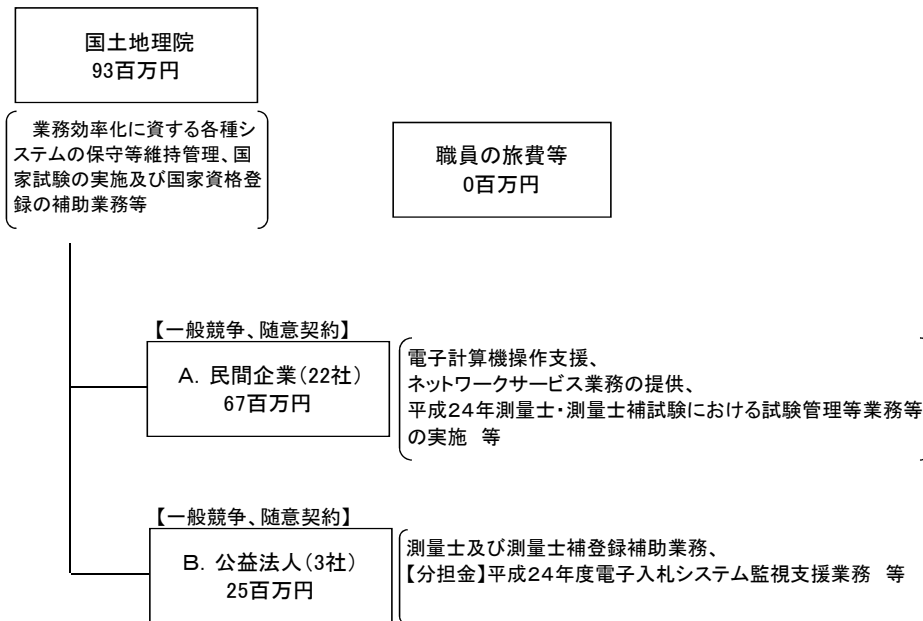 国土地理院
93百万円
業務効率化に資する各種シ
ステムの保守等維持管理、国
家試験の実施及び国家資格登
録の補助業務等
職員の旅費等
0百万円
【一般競争、随意契約】
A．民間企業（22社）
67百万円
電子計算機操作支援、
ネットワークサービス業務の提供、
平成２４年測量士・測量士補試験における試験管理等業務等
の実施　等
【一般競争、随意契約】
B．公益法人（3社）
25百万円
測量士及び測量士補登録補助業務、
【分担金】平成２４年度電子入札システム監視支援業務　等